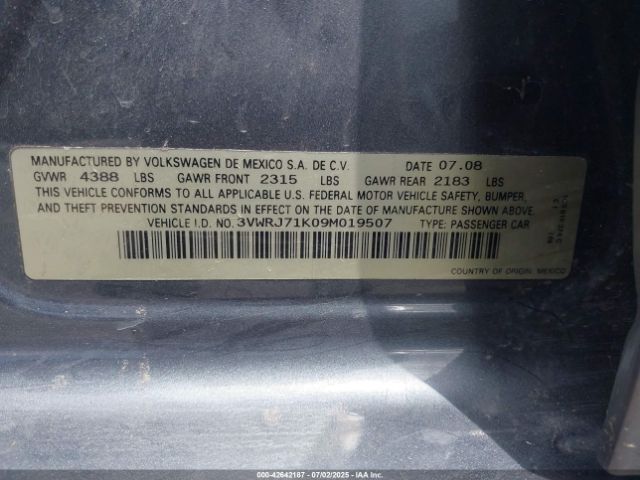 MANUFACTURED BY VOLKSWAGEN DE MEXICO S.A. DE C.V. DATE 07.08
GVWR 4388 LBS GAWR FRONT 2315 LBS GAWR REAR 2183 LBS
THIS VEHICLE CONFORMS TO ALL APPLICABLE U.S. FEDERAL MOTOR VEHICLE SAFETY, BUMPER,
AND THEFT PREVENTION STANDARDS IN EFFECT ON THE DATE OF MANUFACTURE SHOWN ABOVE.
VEHICLE I.D. NO. 3VWRJ71K09M019507 TYPE: PASSENGER CAR
COUNTRY OF ORIGIN: MEXICO
000-42642187 - 07/02/2025 - IAAI.COM